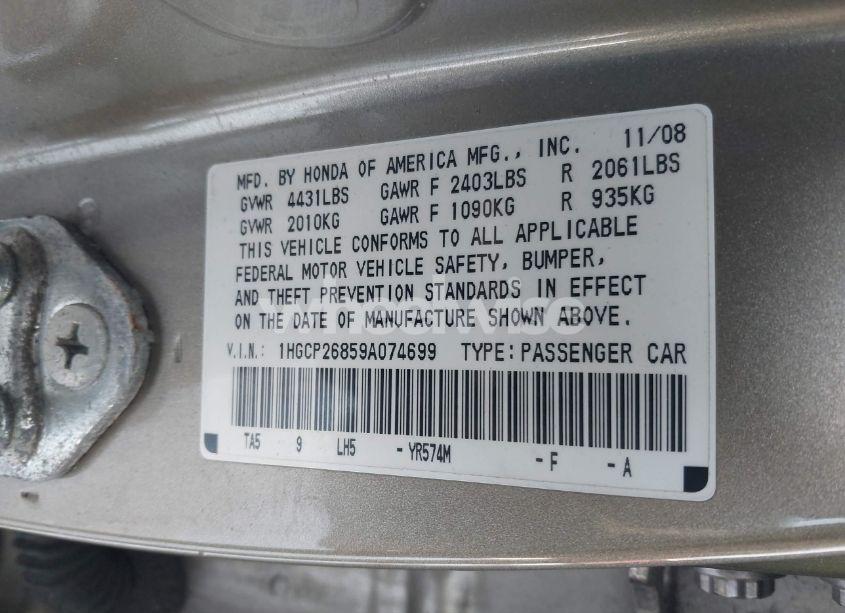 MFD. BY HONDA OF AMERICA MFG., INC. 11/08
GVWR 4431LBS GAWR F 2403LBS R 2061LBS
GVWR 2010KG GAWR F 1090KG R 935KG
THIS VEHICLE CONFORMS TO ALL APPLICABLE
FEDERAL MOTOR VEHICLE SAFETY, BUMPER,
AND THEFT PREVENTION STANDARDS IN EFFECT
ON THE DATE OF MANUFACTURE SHOWN ABOVE.
V.I.N.: 1HGCP26859A074699 TYPE: PASSENGER CAR
TA5 9 LH5 -YR574M -F -A